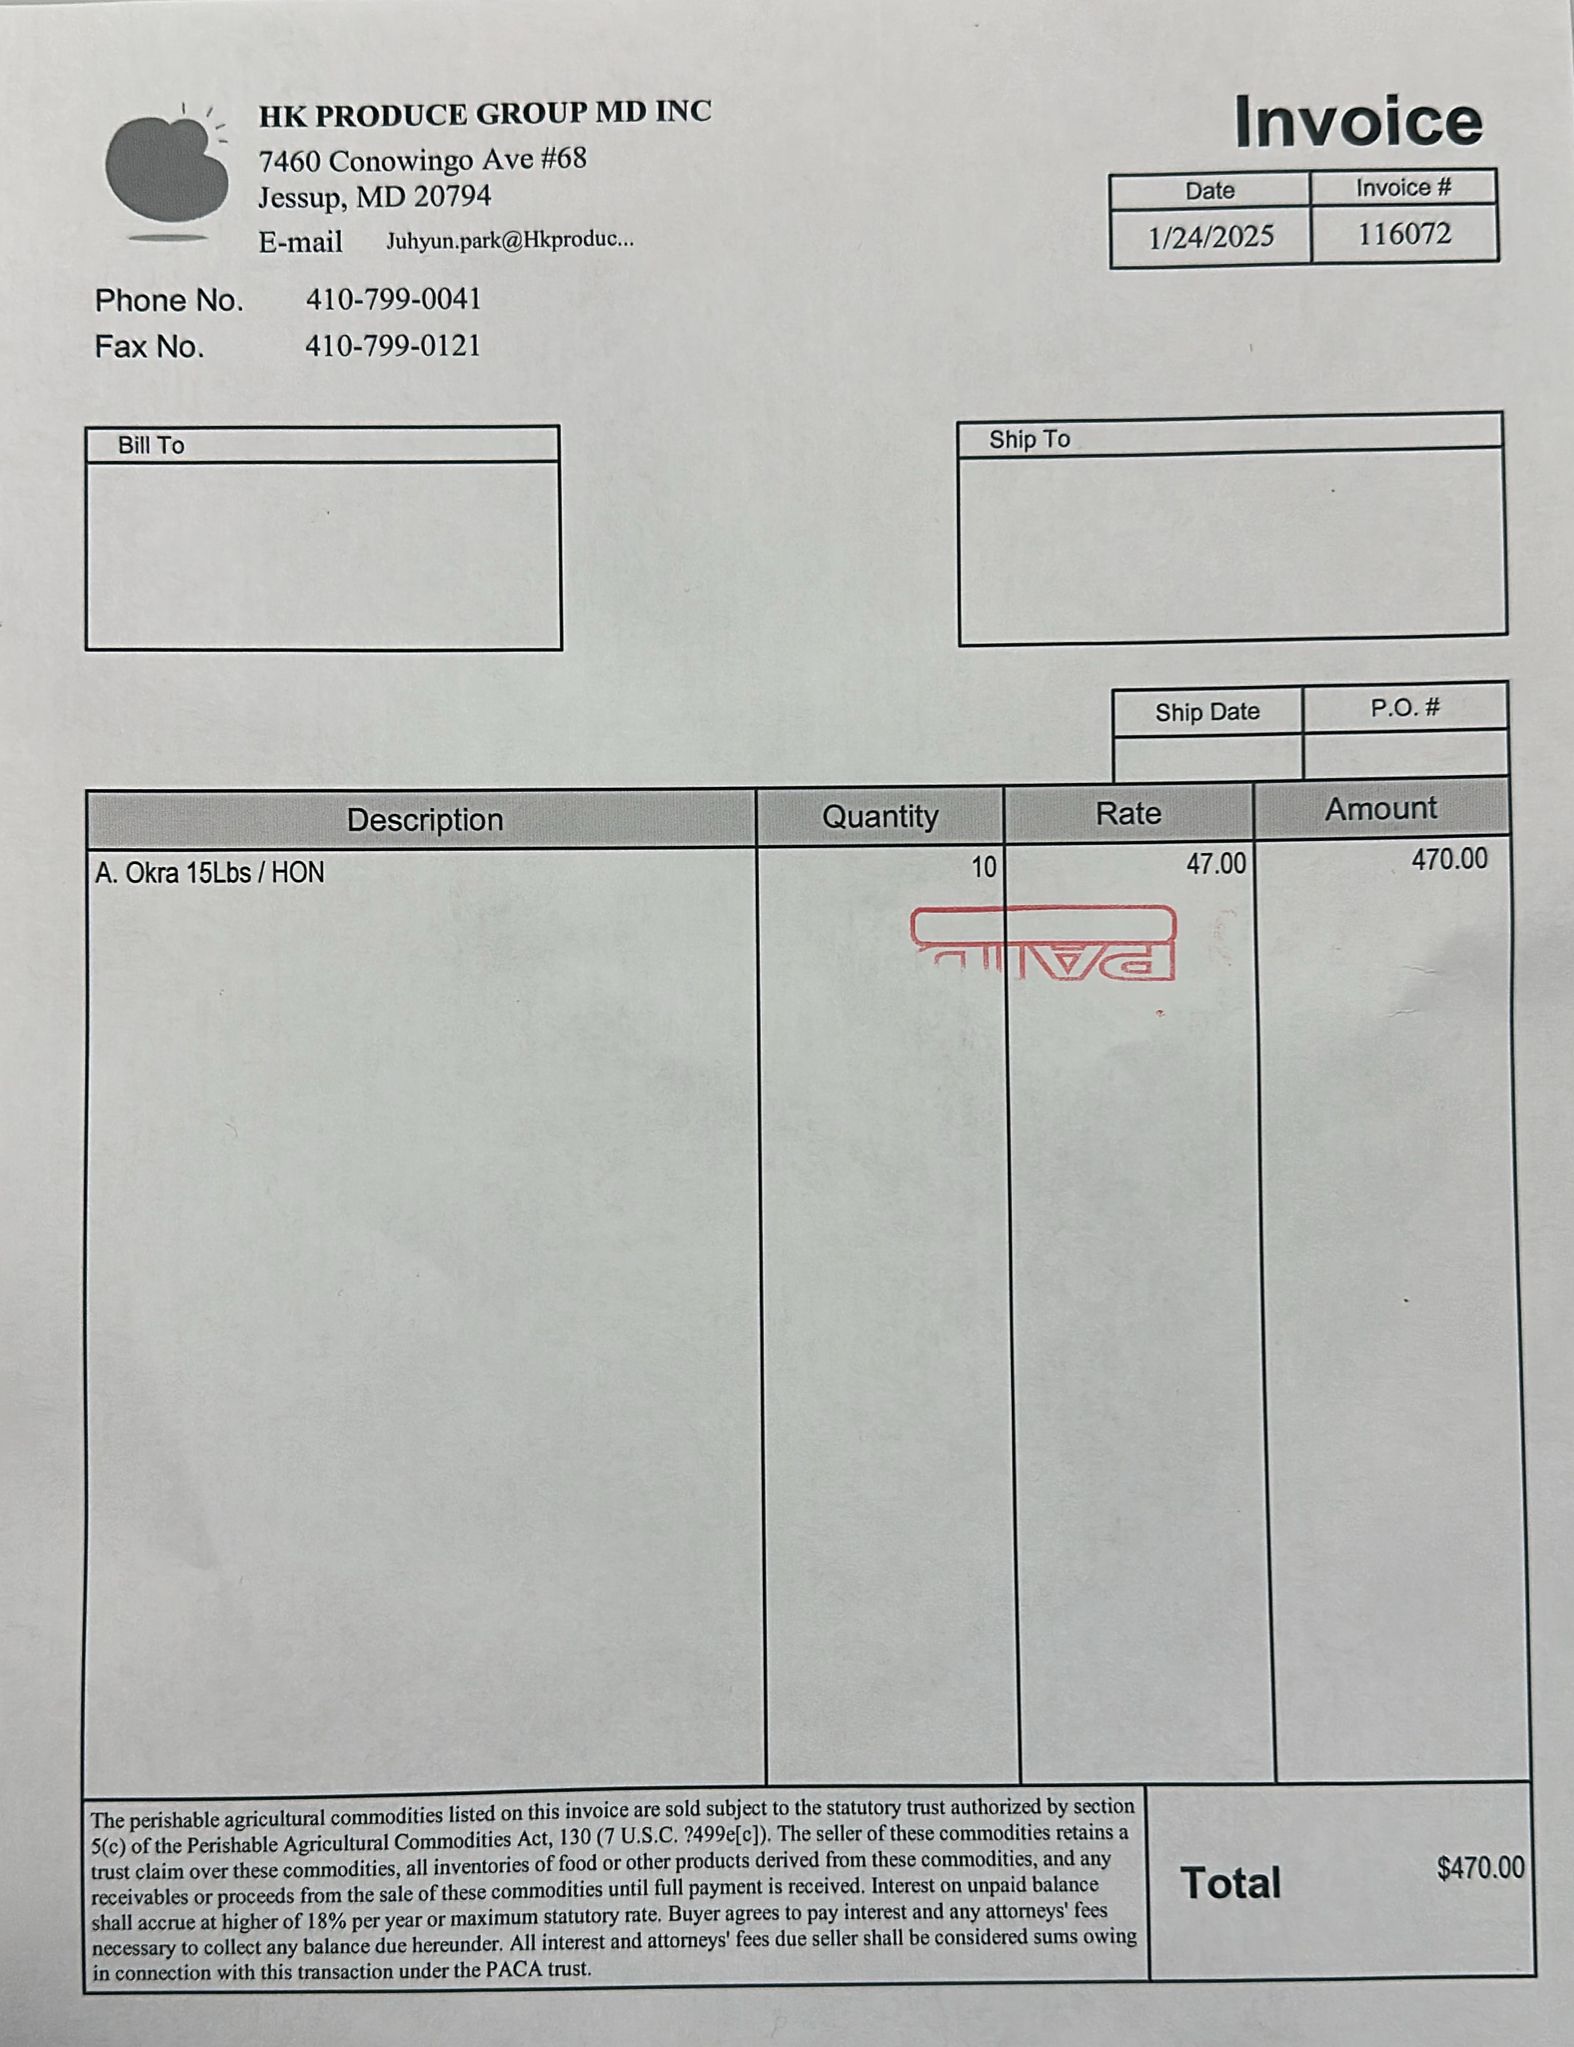 HK PRODUCE GROUP MD INC
7460 Conowingo Ave #68
Jessup, MD 20794
E-mail Juhyun.park@Hkproduc...
Phone No. 410-799-0041
Fax No. 410-799-0121
Invoice
Date Invoice #
1/24/2025 116072
Bill To
Ship To
Ship Date P.O. #
Description Quantity Rate Amount
A. Okra 15Lbs / HON 10 47.00 470.00
The perishable agricultural commodities listed on this invoice are sold subject to the statutory trust authorized by section
5(c) of the Perishable Agricultural Commodities Act, 130 (7 U.S.C. ?499e[c]). The seller of these commodities retains a
trust claim over these commodities, all inventories of food or other products derived from these commodities, and any
receivables or proceeds from the sale of these commodities until full payment is received. Interest on unpaid balance
shall accrue at higher of 18% per year or maximum statutory rate. Buyer agrees to pay interest and any attorneys' fees
necessary to collect any balance due hereunder. All interest and attorneys' fees due seller shall be considered sums owing
in connection with this transaction under the PACA trust.
Total $470.00